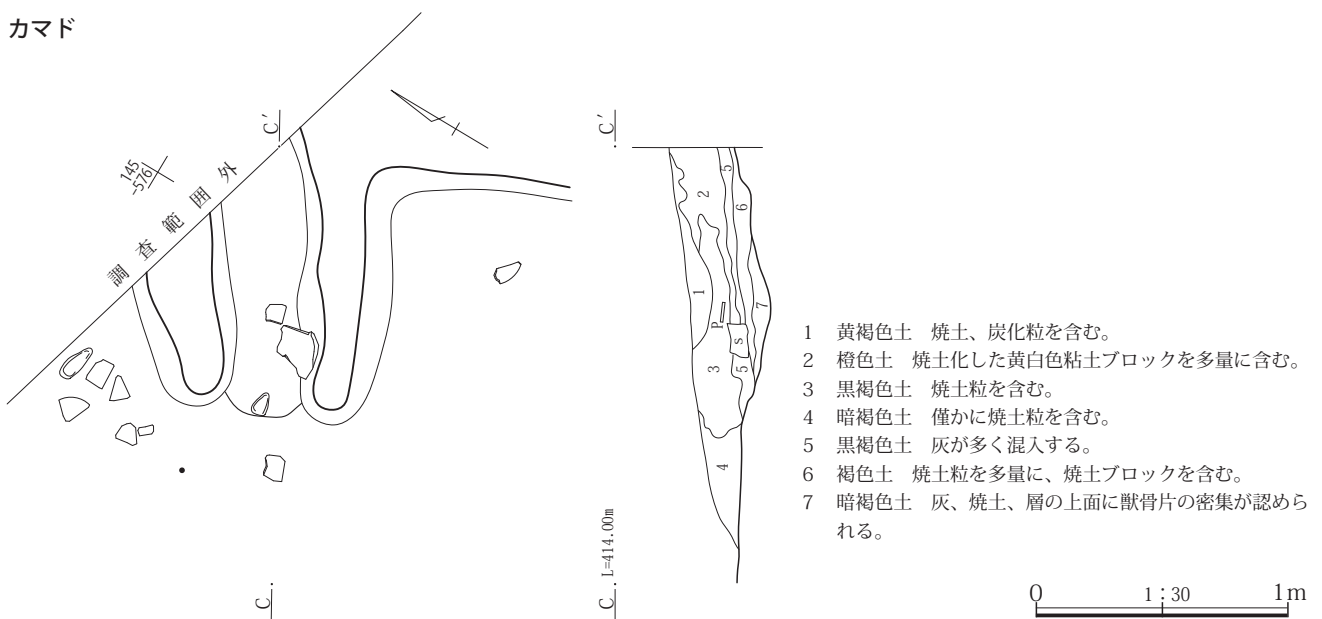 カマド
C′
C′
145
-576
調査範囲外
2
5
6
1
7
P
s
3
5
4
1 黄褐色土 焼土、炭化粒を含む。
2 橙色土 焼土化した黄白色粘土ブロックを多量に含む。
3 黒褐色土 焼土粒を含む。
4 暗褐色土 僅かに焼土粒を含む。
5 黒褐色土 灰が多く混入する。
6 褐色土 焼土粒を多量に、焼土ブロックを含む。
7 暗褐色土 灰、焼土、層の上面に獣骨片の密集が認めら
れる。
C
C L=414.00m
0 1:30 1m